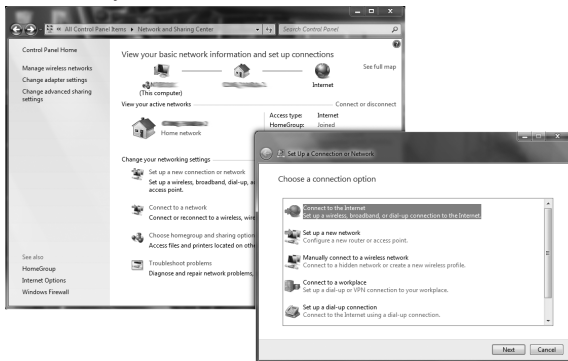 « All Control Panel Items
Network and Sharing Center
Search Control Panel
Control Panel Home
Manage wireless networks
Change adapter settings
Change advanced sharing
settings
See also
HomeGroup
Internet Options
Windows Firewall
View your basic network information and set up connections
See full map
(This computer)
Internet
View your active networks
Connect or disconnect
Home network
Access type: Internet
HomeGroup: Joined
Change your networking settings
Set up a new connection or network
Set up a wireless, broadband, dial-up,
access point.
Connect to a network
Connect or reconnect to a wireless,
Choose homegroup and sharing
Access files and printers located on
Troubleshoot problems
Diagnose and repair network problems,
Set Up a Connection or Network
Choose a connection option
Connect to the Internet
Set up a wireless, broadband, or dial-up connection to the Internet.
Set up a new network
Configure a new router or access point.
Manually connect to a wireless network
Connect to a hidden network or create a new wireless profile.
Connect to a workplace
Set up a dial-up or VPN connection to your workplace.
Set up a dial-up connection
Connect to the Internet using a dial-up connection.
Next
Cancel